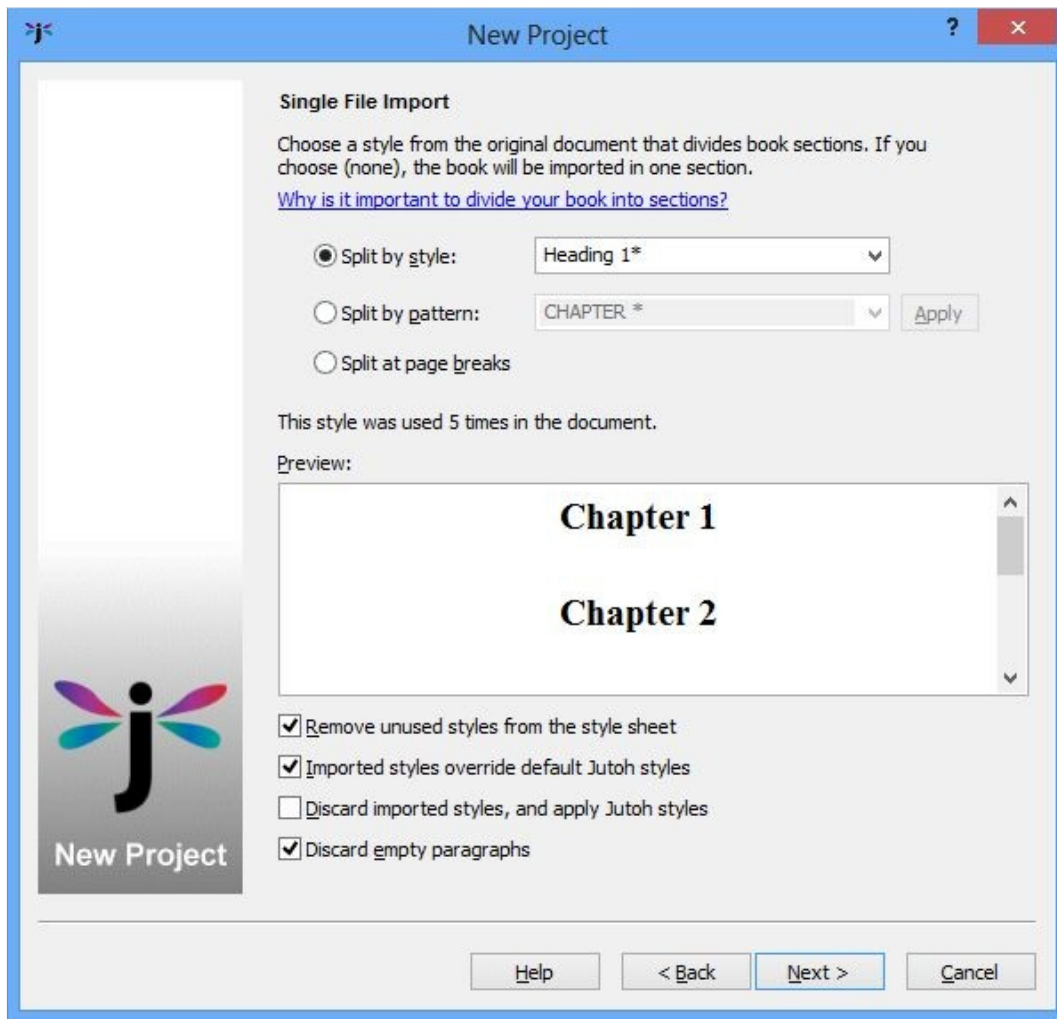 New Project
?
Single File Import
Choose a style from the original document that divides book sections. If you
choose (none), the book will be imported in one section.
Why is it important to divide your book into sections?
Split by style:
Heading 1*
Split by pattern:
CHAPTER *
Apply
Split at page breaks
This style was used 5 times in the document.
Preview:
Chapter 1
Chapter 2
Remove unused styles from the style sheet
Imported styles override default Jutoh styles
Discard imported styles, and apply Jutoh styles
Discard empty paragraphs
j
New Project
Help
< Back
Next >
Cancel